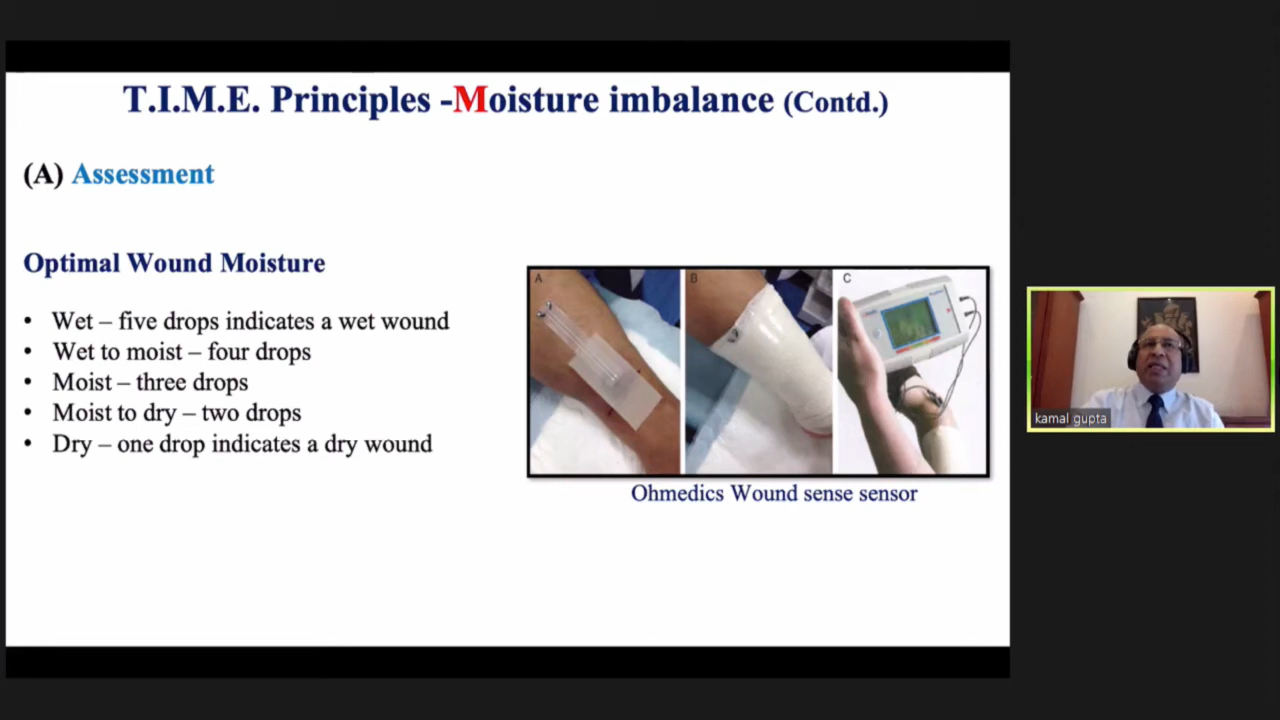 T.I.M.E. Principles -Moisture imbalance (Contd.)
(A) Assessment
Optimal Wound Moisture
• Wet – five drops indicates a wet wound
• Wet to moist – four drops
• Moist – three drops
• Moist to dry – two drops
• Dry – one drop indicates a dry wound
A B C
Ohmedics Wound sense sensor
kamal gupta